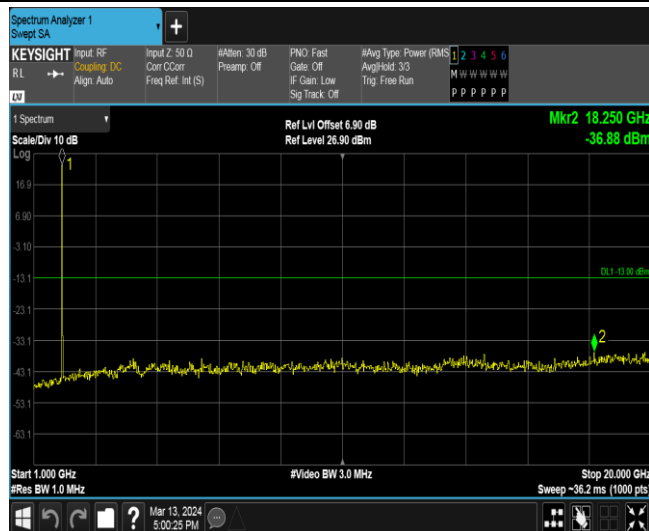 Spectrum Analyzer 1
Swept SA
+
KEYSIGHT
RL
Input: RF
Coupling: DC
Align: Auto
Input Z: 50 Ω
Corr CCorr
Freq Ref: Int (S)
#Atten: 30 dB
Preamp: Off
PNO: Fast
Gate: Off
IF Gain: Low
Sig Track: Off
#Avg Type: Power (RMS
Avg|Hold: 3/3
Trig: Free Run
1 2 3 4 5 6
M W W W W W
P P P P P P
LXI
1 Spectrum
Scale/Div 10 dB
Log
Ref Lvl Offset 6.90 dB
Ref Level 26.90 dBm
Mkr2 18.250 GHz
-36.88 dBm
1
16.9
6.90
-3.10
-13.1
DL1 -13.00 dBm
-23.1
-33.1
2
-43.1
-53.1
-63.1
Start 1.000 GHz
#Res BW 1.0 MHz
#Video BW 3.0 MHz
Stop 20.000 GHz
Sweep ~36.2 ms (1000 pts)
?
Mar 13, 2024
5:00:25 PM